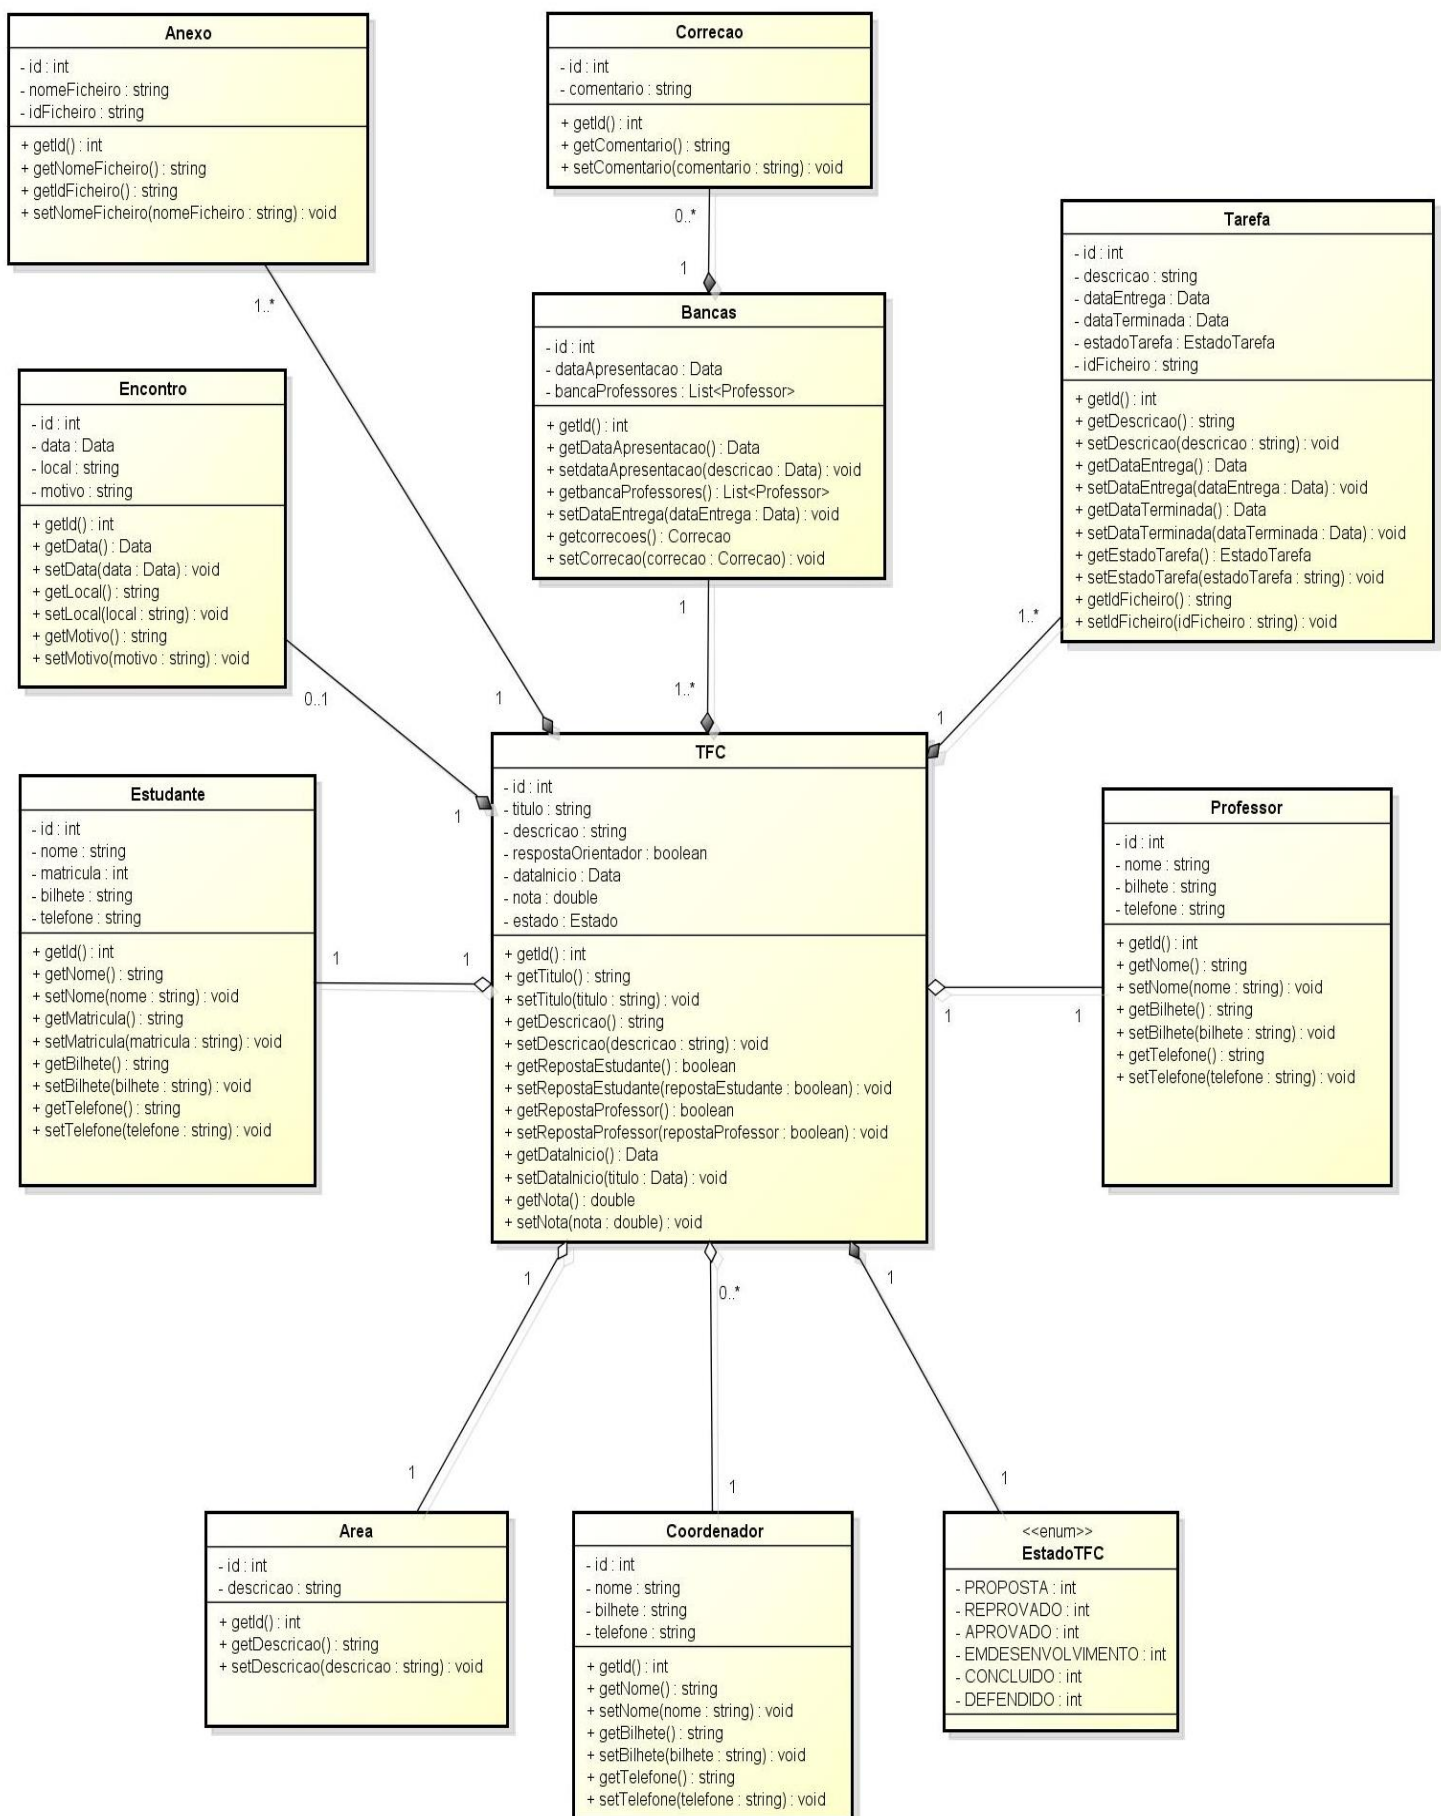 Anexo
- id : int
- nomeFicheiro : string
- idFicheiro : string
+ getId() : int
+ getNomeFicheiro() : string
+ getIdFicheiro() : string
+ setNomeFicheiro(nomeFicheiro : string) : void
1..*
Correcao
- id : int
- comentario : string
+ getId() : int
+ getComentario() : string
+ setComentario(comentario : string) : void
0..*
1
Tarefa
- id : int
- descricao : string
- dataEntrega : Data
- dataTerminada : Data
- estadoTarefa : EstadoTarefa
- idFicheiro : string
+ getId() : int
+ getDescricao() : string
+ setDescricao(descricao : string) : void
+ getDataEntrega() : Data
+ setDataEntrega(dataEntrega : Data) : void
+ getDataTerminada() : Data
+ setDataTerminada(dataTerminada : Data) : void
+ getEstadoTarefa() : EstadoTarefa
+ setEstadoTarefa(estadoTarefa : string) : void
+ getIdFicheiro() : string
+ setIdFicheiro(idFicheiro : string) : void
1..*
1
Bancas
- id : int
- dataApresentacao : Data
- bancaProfessores : List<Professor>
+ getId() : int
+ getDataApresentacao() : Data
+ setdataApresentacao(descricao : Data) : void
+ getbancaProfessores() : List<Professor>
+ setDataEntrega(dataEntrega : Data) : void
+ getcorrecoes() : Correcao
+ setCorrecao(correcao : Correcao) : void
1
1..*
Encontro
- id : int
- data : Data
- local : string
- motivo : string
+ getId() : int
+ getData() : Data
+ setData(data : Data) : void
+ getLocal() : string
+ setLocal(local : string) : void
+ getMotivo() : string
+ setMotivo(motivo : string) : void
0..1
1
1
Estudante
- id : int
- nome : string
- matricula : int
- bilhete : string
- telefone : string
+ getId() : int
+ getNome() : string
+ setNome(nome : string) : void
+ getMatricula() : string
+ setMatricula(matricula : string) : void
+ getBilhete() : string
+ setBilhete(bilhete : string) : void
+ getTelefone() : string
+ setTelefone(telefone : string) : void
1
1
TFC
- id : int
- titulo : string
- descricao : string
- respostaOrientador : boolean
- dataInicio : Data
- nota : double
- estado : Estado
+ getId() : int
+ getTitulo() : string
+ setTitulo(titulo : string) : void
+ getDescricao() : string
+ setDescricao(descricao : string) : void
+ getRepostaEstudante() : boolean
+ setRepostaEstudante(repostaEstudante : boolean) : void
+ getRepostaProfessor() : boolean
+ setRepostaProfessor(repostaProfessor : boolean) : void
+ getDataInicio() : Data
+ setDataInicio(titulo : Data) : void
+ getNota() : double
+ setNota(nota : double) : void
Professor
- id : int
- nome : string
- bilhete : string
- telefone : string
+ getId() : int
+ getNome() : string
+ setNome(nome : string) : void
+ getBilhete() : string
+ setBilhete(bilhete : string) : void
+ getTelefone() : string
+ setTelefone(telefone : string) : void
1
1
1
0..*
1
1
1
1
Area
- id : int
- descricao : string
+ getId() : int
+ getDescricao() : string
+ setDescricao(descricao : string) : void
Coordenador
- id : int
- nome : string
- bilhete : string
- telefone : string
+ getId() : int
+ getNome() : string
+ setNome(nome : string) : void
+ getBilhete() : string
+ setBilhete(bilhete : string) : void
+ getTelefone() : string
+ setTelefone(telefone : string) : void
<<enum>>
EstadoTFC
- PROPOSTA : int
- REPROVADO : int
- APROVADO : int
- EMDESENVOLVIMENTO : int
- CONCLUIDO : int
- DEFENDIDO : int